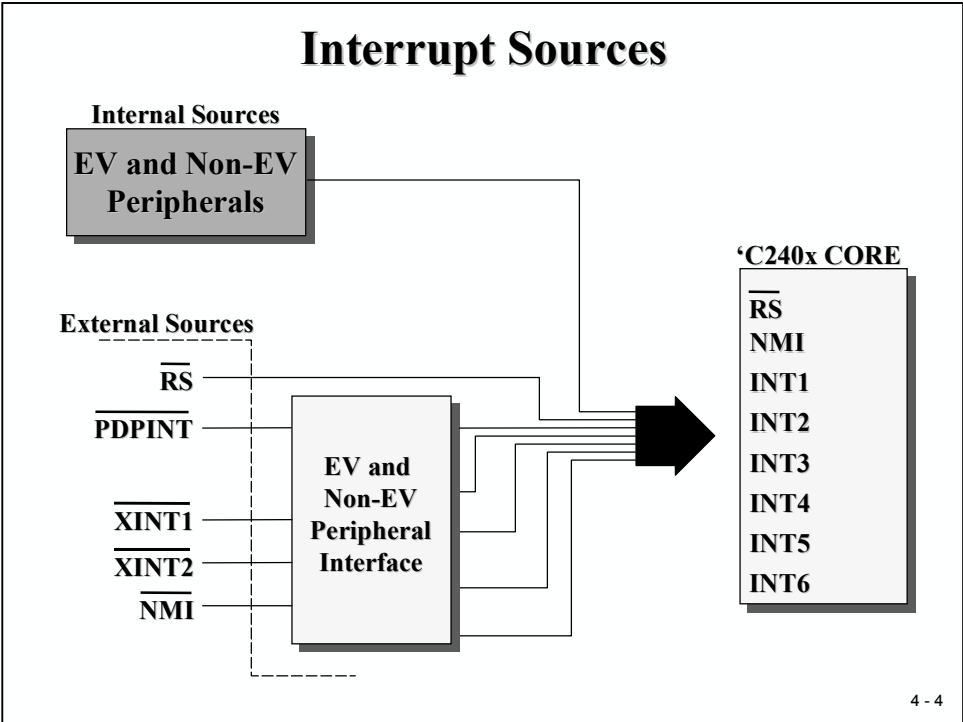 Interrupt Sources
Internal Sources
EV and Non-EV
Peripherals
External Sources
RS
PDPINT
XINT1
XINT2
NMI
EV and
Non-EV
Peripheral
Interface
‘C240x CORE
RS
NMI
INT1
INT2
INT3
INT4
INT5
INT6
4 - 4